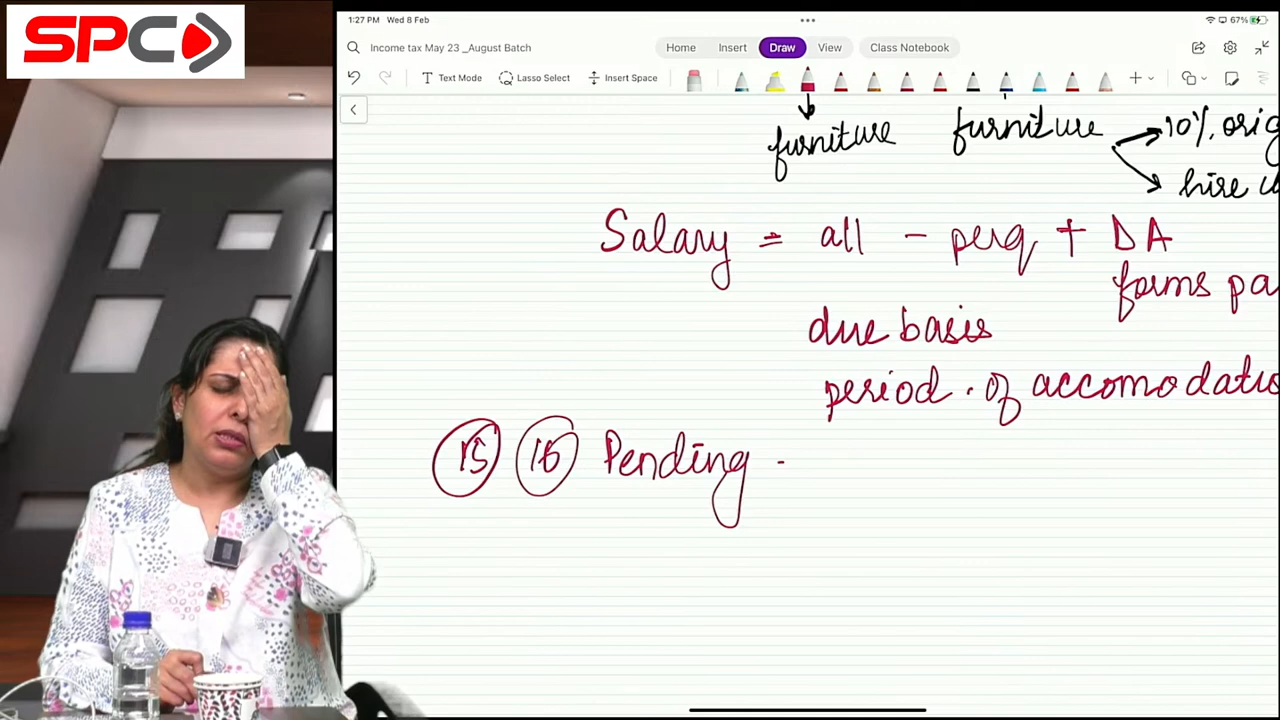 SPC
1:27 PM Wed 8 Feb
67%
Income tax May 23 _August Batch
Home Insert Draw View Class Notebook
Text Mode Lasso Select Insert Space
furniture furniture 10% orig
hire
Salary = all - perq + DA
forms pa
due basis
period . of accomodatio
15 16 Pending .